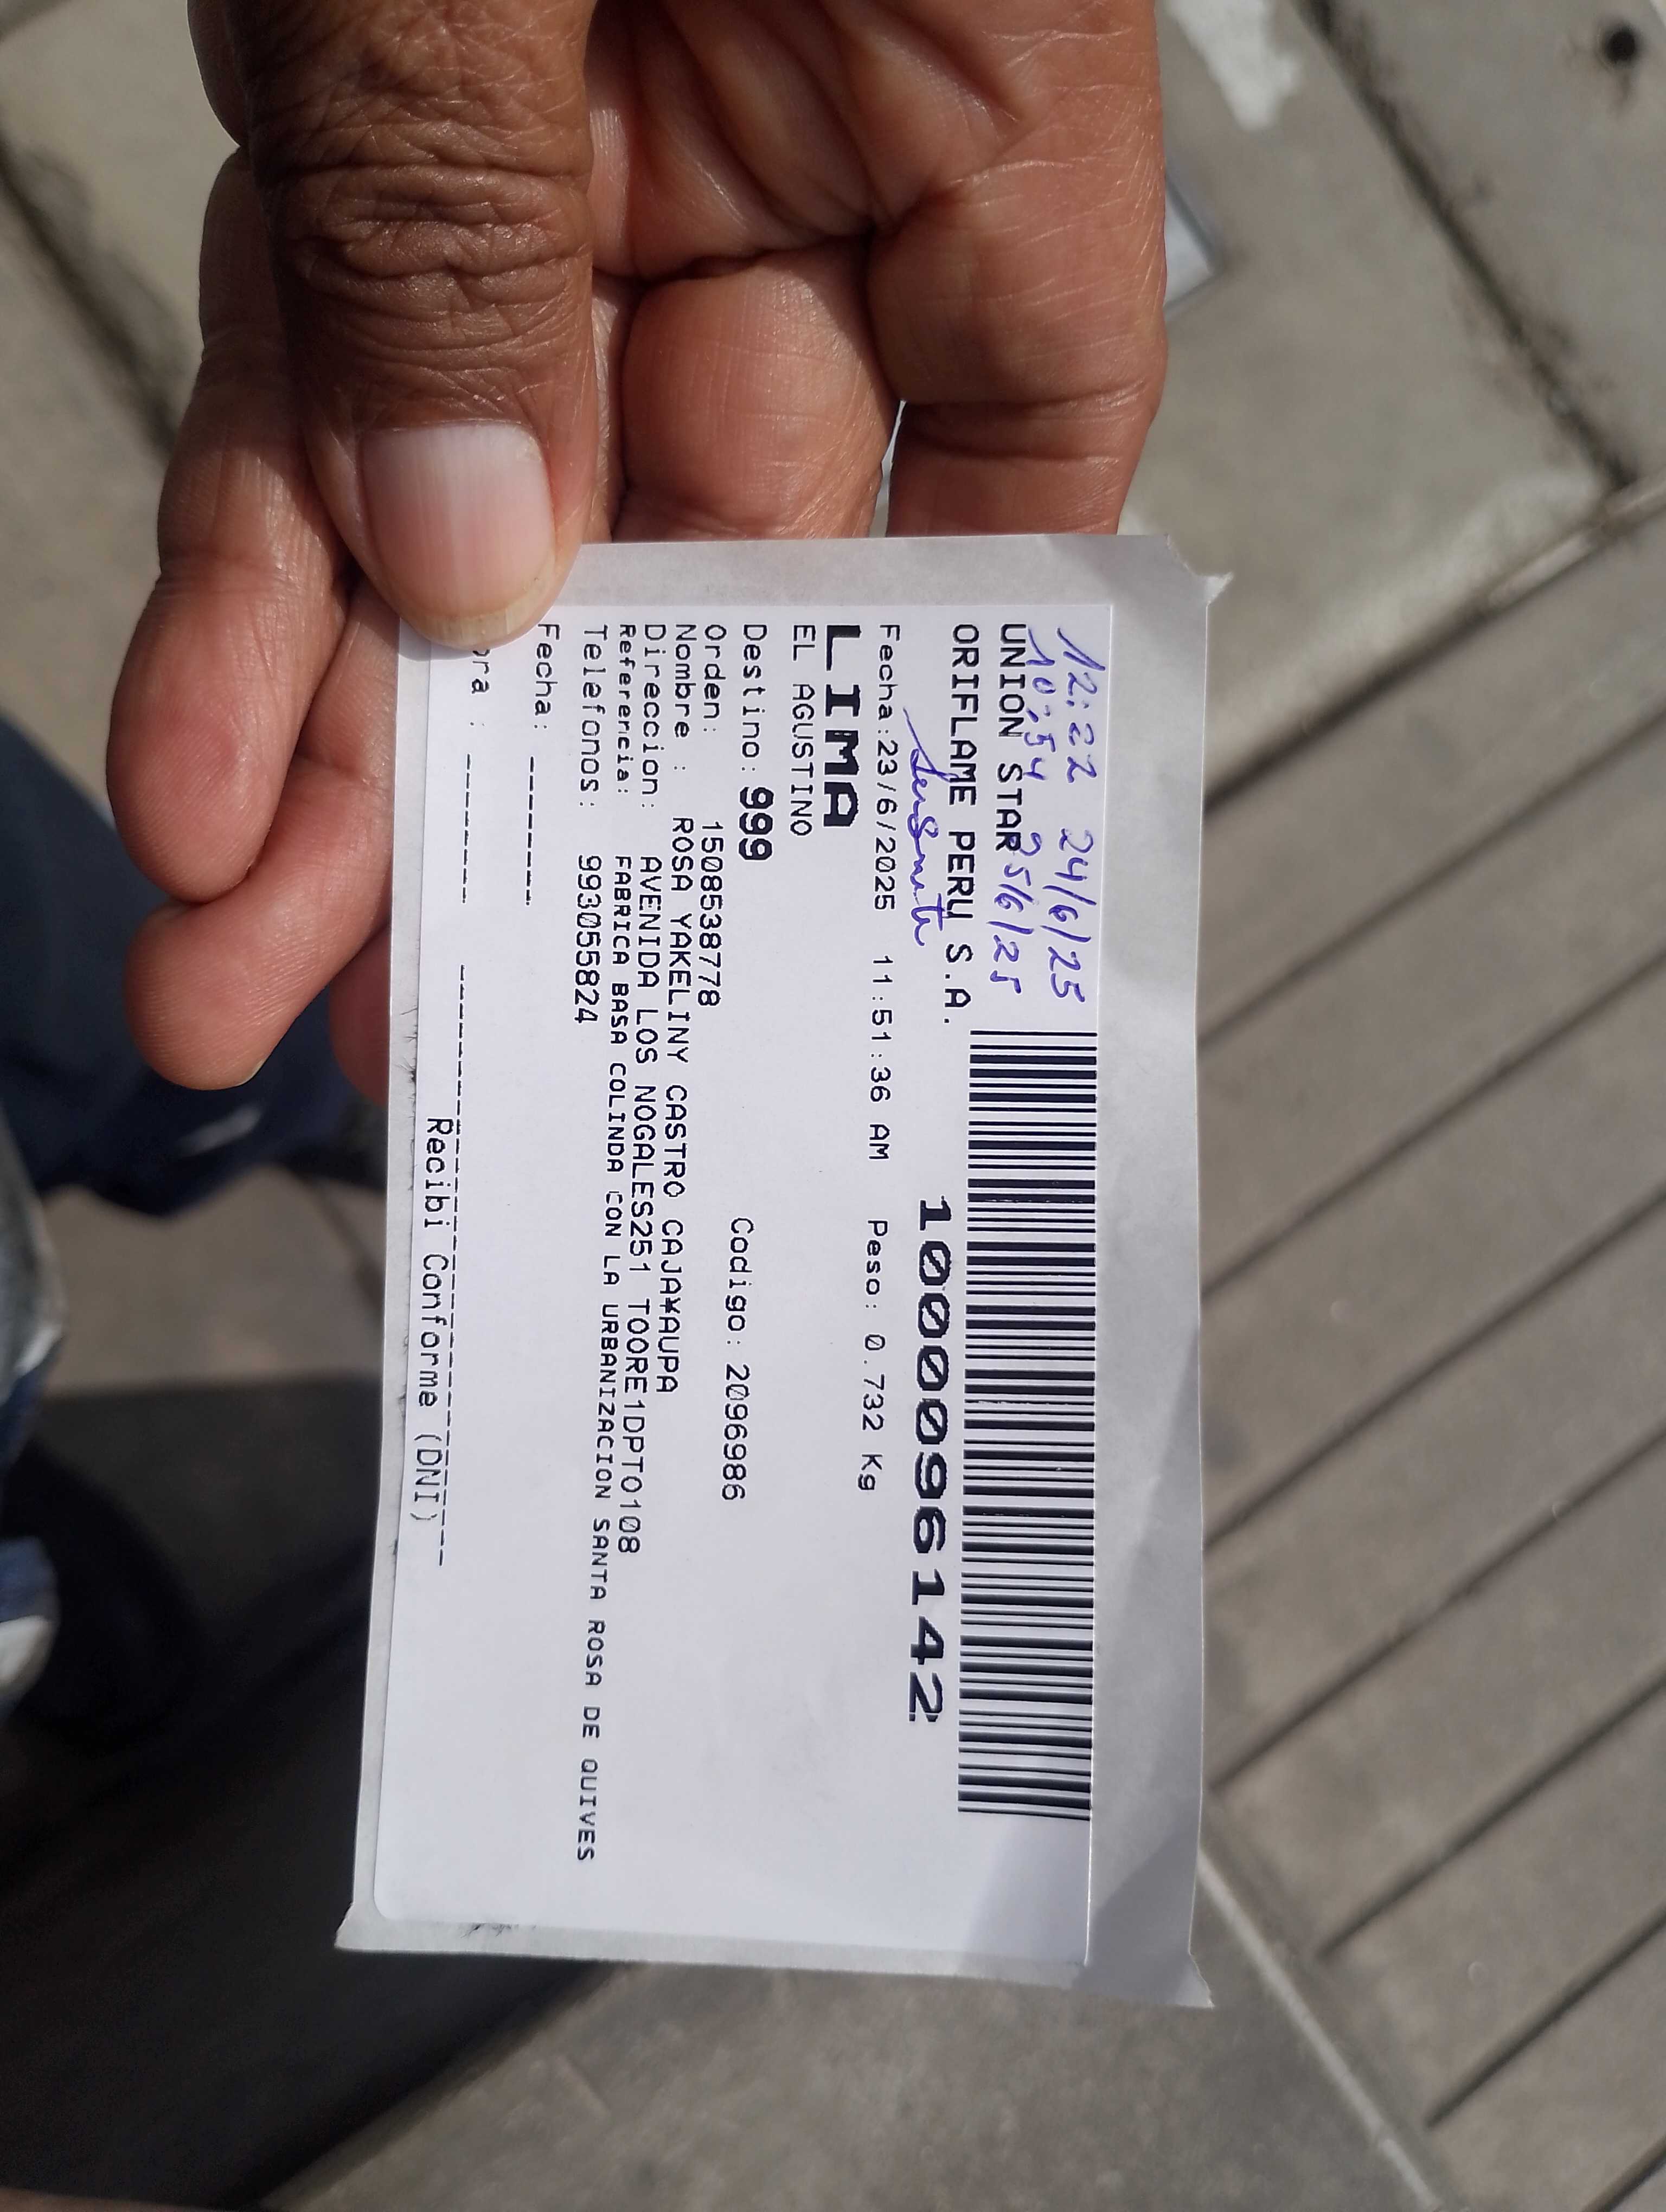 12:22 24/6/25
10:54 25/6/25
UNION STAR
ORIFLAME PERU S.A.
1000096142
Fecha:23/6/2025 11:51:36 AM Peso: 0.732 Kg
LIMA
EL AGUSTINO
Destino: 999 Codigo: 2096986
Orden: 1508538778
Nombre : ROSA YAKELINY CASTRO CAJA¥AUPA
Direccion: AVENIDA LOS NOGALES251 TOORE1DPTO108
Referencia: FABRICA BASA COLINDA CON LA URBANIZACION SANTA ROSA DE QUIVES
Telefonos: 993055824
Fecha: -------
ora : ------- 
Recibi Conforme (DNI)